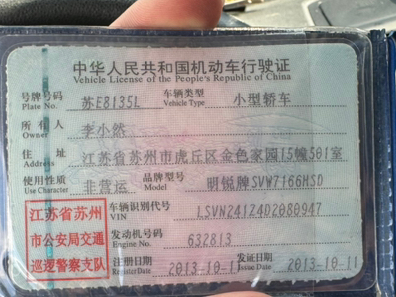 中华人民共和国机动车行驶证
Vehicle License of the People's Republic of China
号牌号码 苏E8135L 车辆类型 小型轿车
Plate No. Vehicle Type
所有人 李小然
Owner
住址 江苏省苏州市虎丘区金色家园15幢501室
Address
使用性质 非营运 品牌型号 明锐牌SVW7166HSD
Use Character Model
江苏省苏州
市公安局交通
巡逻警察支队
车辆识别代号 LSVN24124D2080947
VIN
发动机号码 632813
Engine No.
注册日期 2013-10-11 发证日期 2013-10-11
Register Date Issue Date